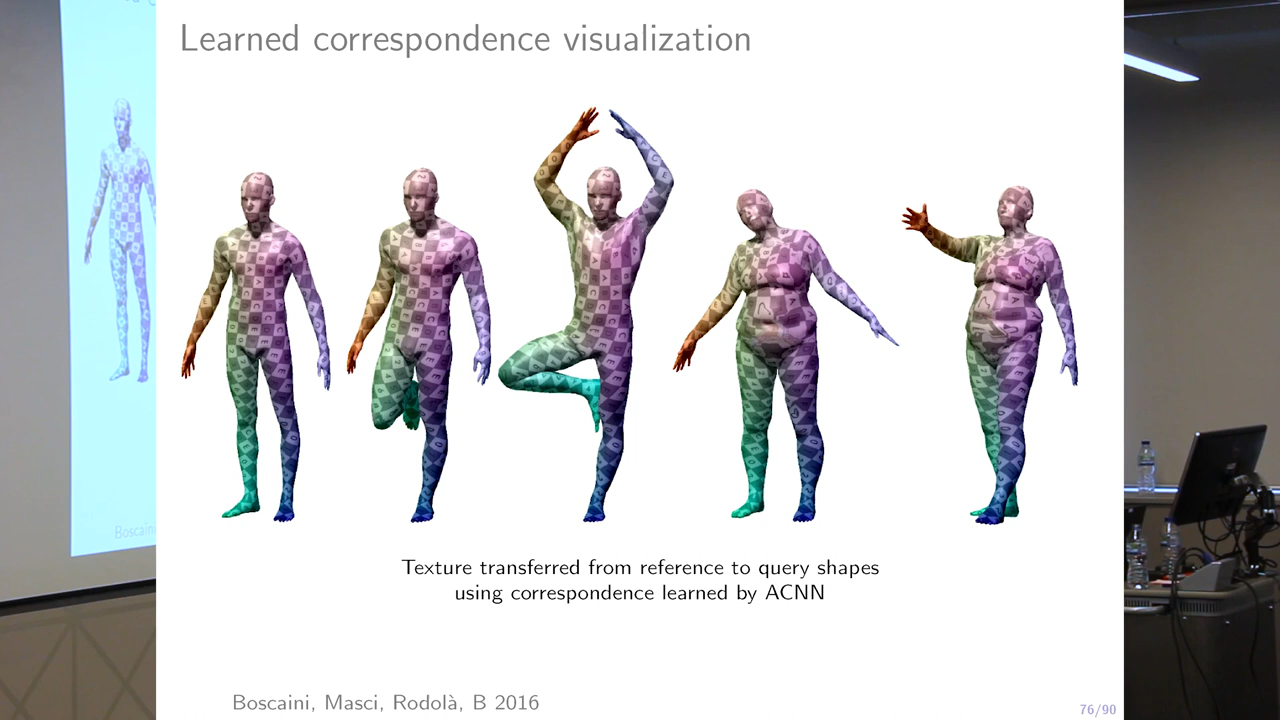 Learned correspondence visualization
Texture transferred from reference to query shapes
using correspondence learned by ACNN
Boscaini, Masci, Rodolà, B 2016
76/90
Boscain